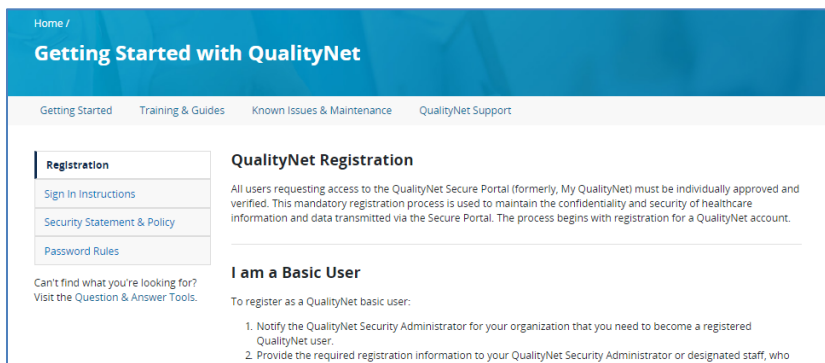 Home /
Getting Started with QualityNet
Getting Started Training & Guides Known Issues & Maintenance QualityNet Support
Registration
Sign In Instructions
Security Statement & Policy
Password Rules
Can't find what you're looking for?
Visit the Question & Answer Tools.
QualityNet Registration
All users requesting access to the QualityNet Secure Portal (formerly, My QualityNet) must be individually approved and
verified. This mandatory registration process is used to maintain the confidentiality and security of healthcare
information and data transmitted via the Secure Portal. The process begins with registration for a QualityNet account.
I am a Basic User
To register as a QualityNet basic user:
1. Notify the QualityNet Security Administrator for your organization that you need to become a registered
QualityNet user.
2. Provide the required registration information to your QualityNet Security Administrator or designated staff, who